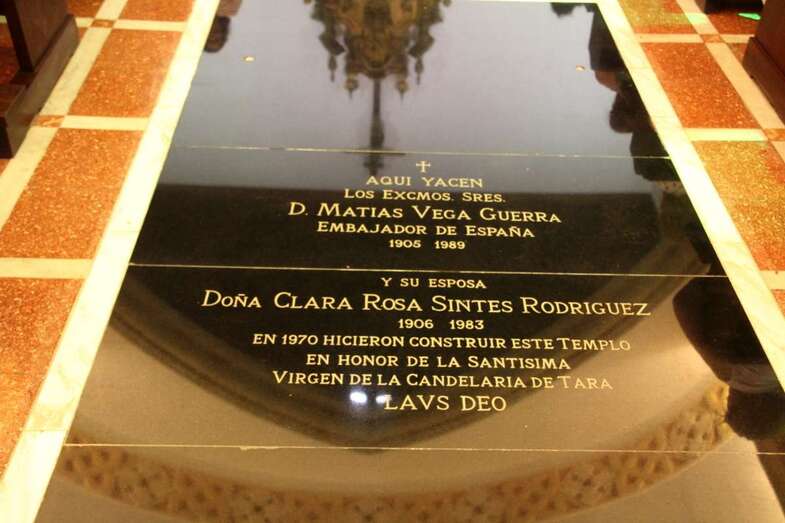 AQUI YACEN
LOS EXCMOS. SRES.
D. MATIAS VEGA GUERRA
EMBAJADOR DE ESPAÑA
1905 1989
Y SU ESPOSA
DOÑA CLARA ROSA SINTES RODRIGUEZ
1906 1983
EN 1970 HICIERON CONSTRUIR ESTE TEMPLO
EN HONOR DE LA SANTISIMA
VIRGEN DE LA CANDELARIA DE TARA
LAVS DEO